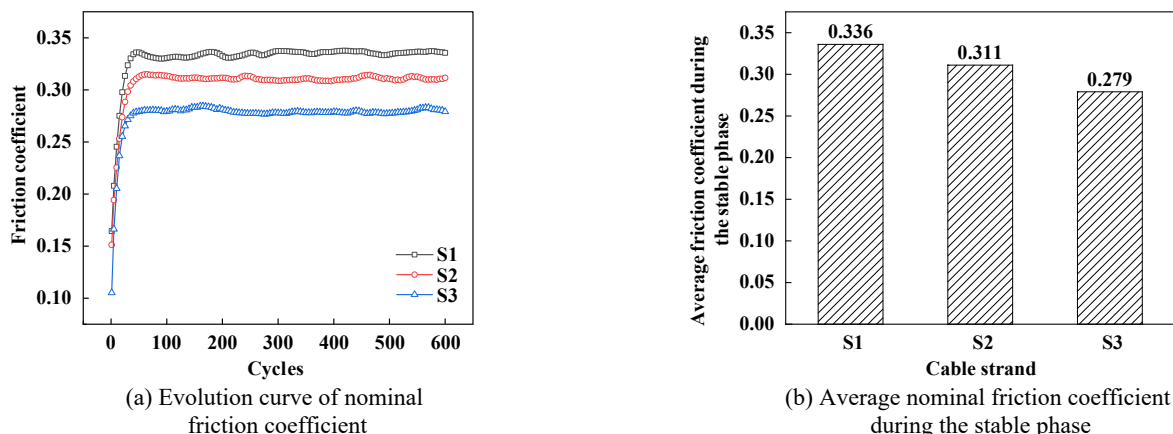 0.35
0.30
0.25
0.20
0.15
0.10
Friction coefficient
S1
S2
S3
0 100 200 300 400 500 600
Cycles
(a) Evolution curve of nominal
friction coefficient
0.35
0.30
0.25
0.20
0.15
0.10
0.05
0.00
Average friction coefficient during
the stable phase
0.336
0.311
0.279
S1 S2 S3
Cable strand
(b) Average nominal friction coefficient
during the stable phase